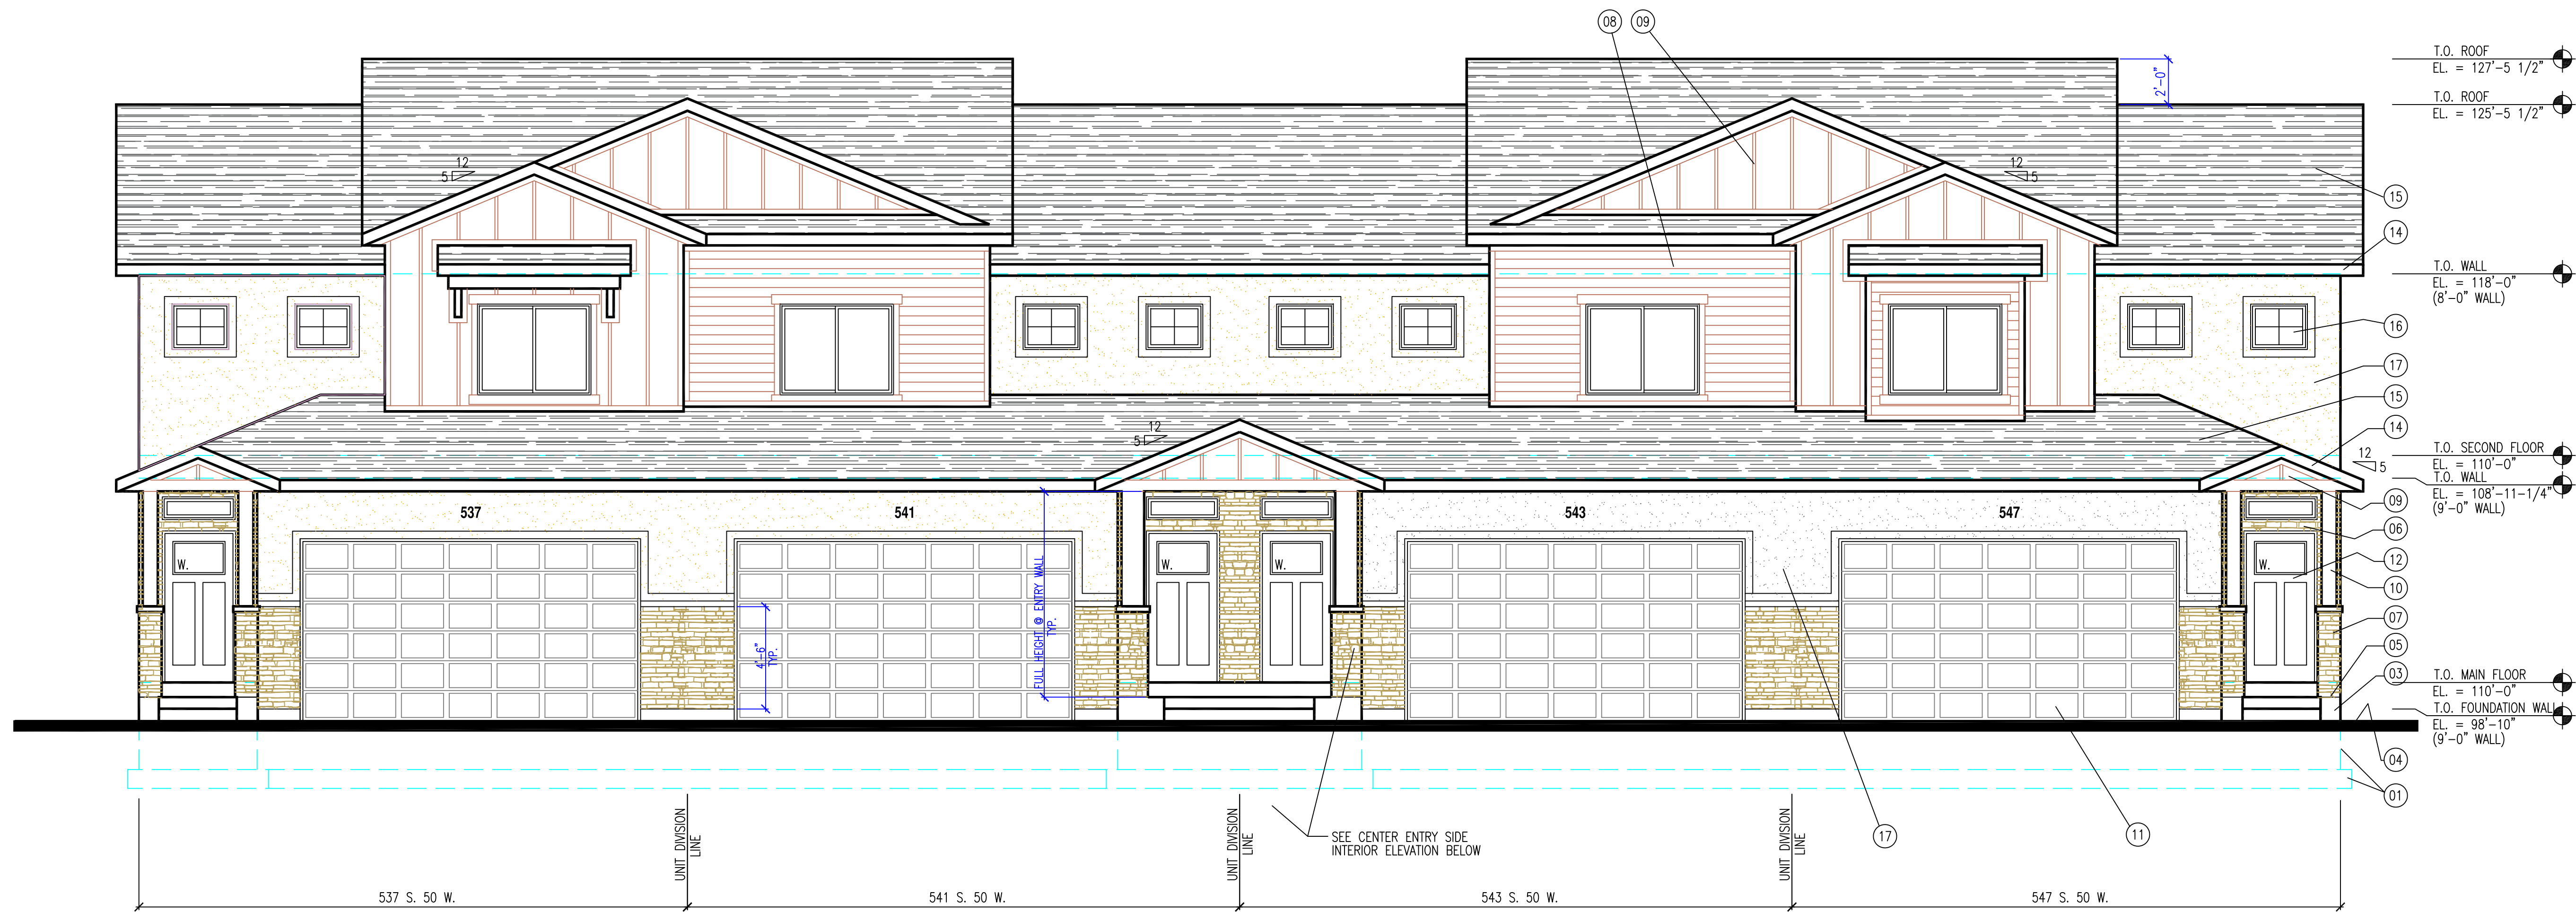 08
09
T.O. ROOF
EL. = 127'-5 1/2"
2'-0"
T.O. ROOF
EL. = 125'-5 1/2"
12
5
12
5
15
14
T.O. WALL
EL. = 118'-0"
(8'-0" WALL)
16
17
15
12
5
14
T.O. SECOND FLOOR
EL. = 110'-0"
12
5
T.O. WALL
EL. = 108'-11-1/4"
(9'-0" WALL)
09
537
541
543
547
06
W.
W.
W.
W.
12
10
07
FULL HEIGHT @ ENTRY WALL
TYP.
4'-6"
TYP.
05
03
T.O. MAIN FLOOR
EL. = 110'-0"
T.O. FOUNDATION WALL
EL. = 98'-10"
(9'-0" WALL)
04
01
UNIT DIVISION
LINE
UNIT DIVISION
LINE
UNIT DIVISION
LINE
SEE CENTER ENTRY SIDE
INTERIOR ELEVATION BELOW
17
11
537 S. 50 W.
541 S. 50 W.
543 S. 50 W.
547 S. 50 W.